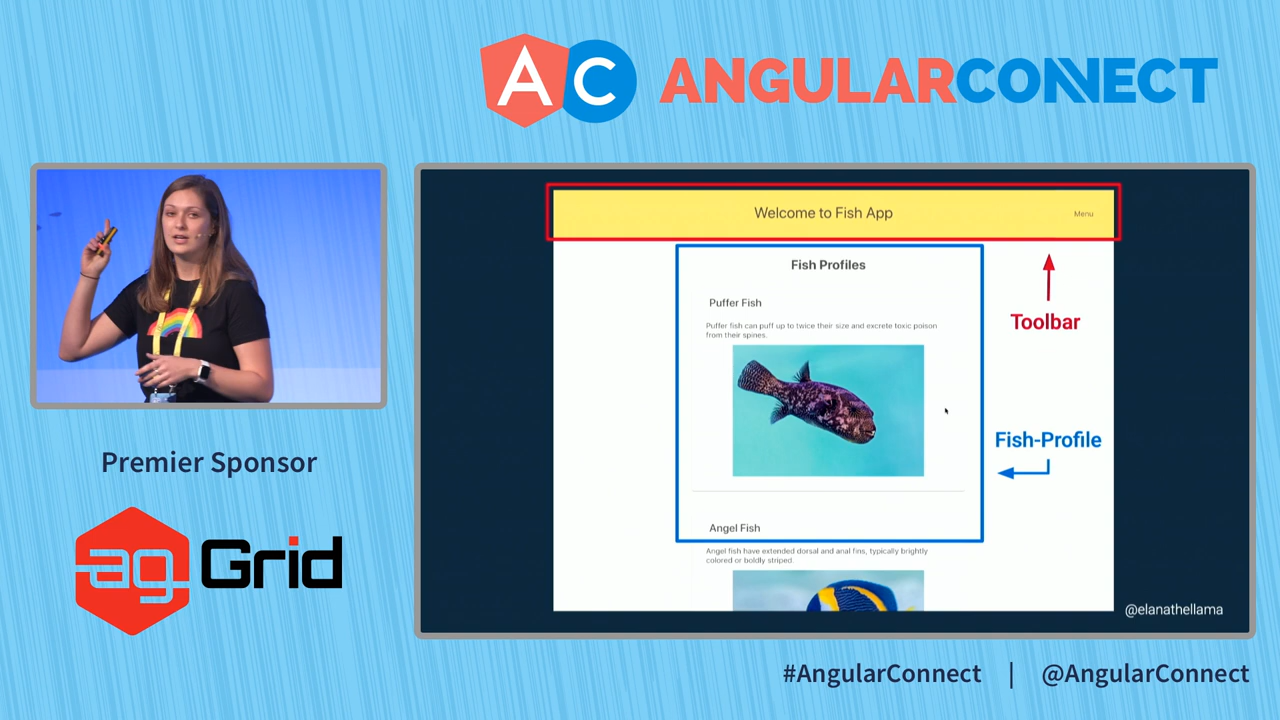 AC ANGULARCONNECT
Welcome to Fish App
Menu
Fish Profiles
Puffer Fish
Puffer fish can puff up to twice their size and excrete toxic poison
from their spines.
Toolbar
Fish-Profile
Angel Fish
Angel fish have extended dorsal and anal fins, typically brightly
colored or boldly striped.
@elanathellama
Premier Sponsor
ag Grid
#AngularConnect | @AngularConnect